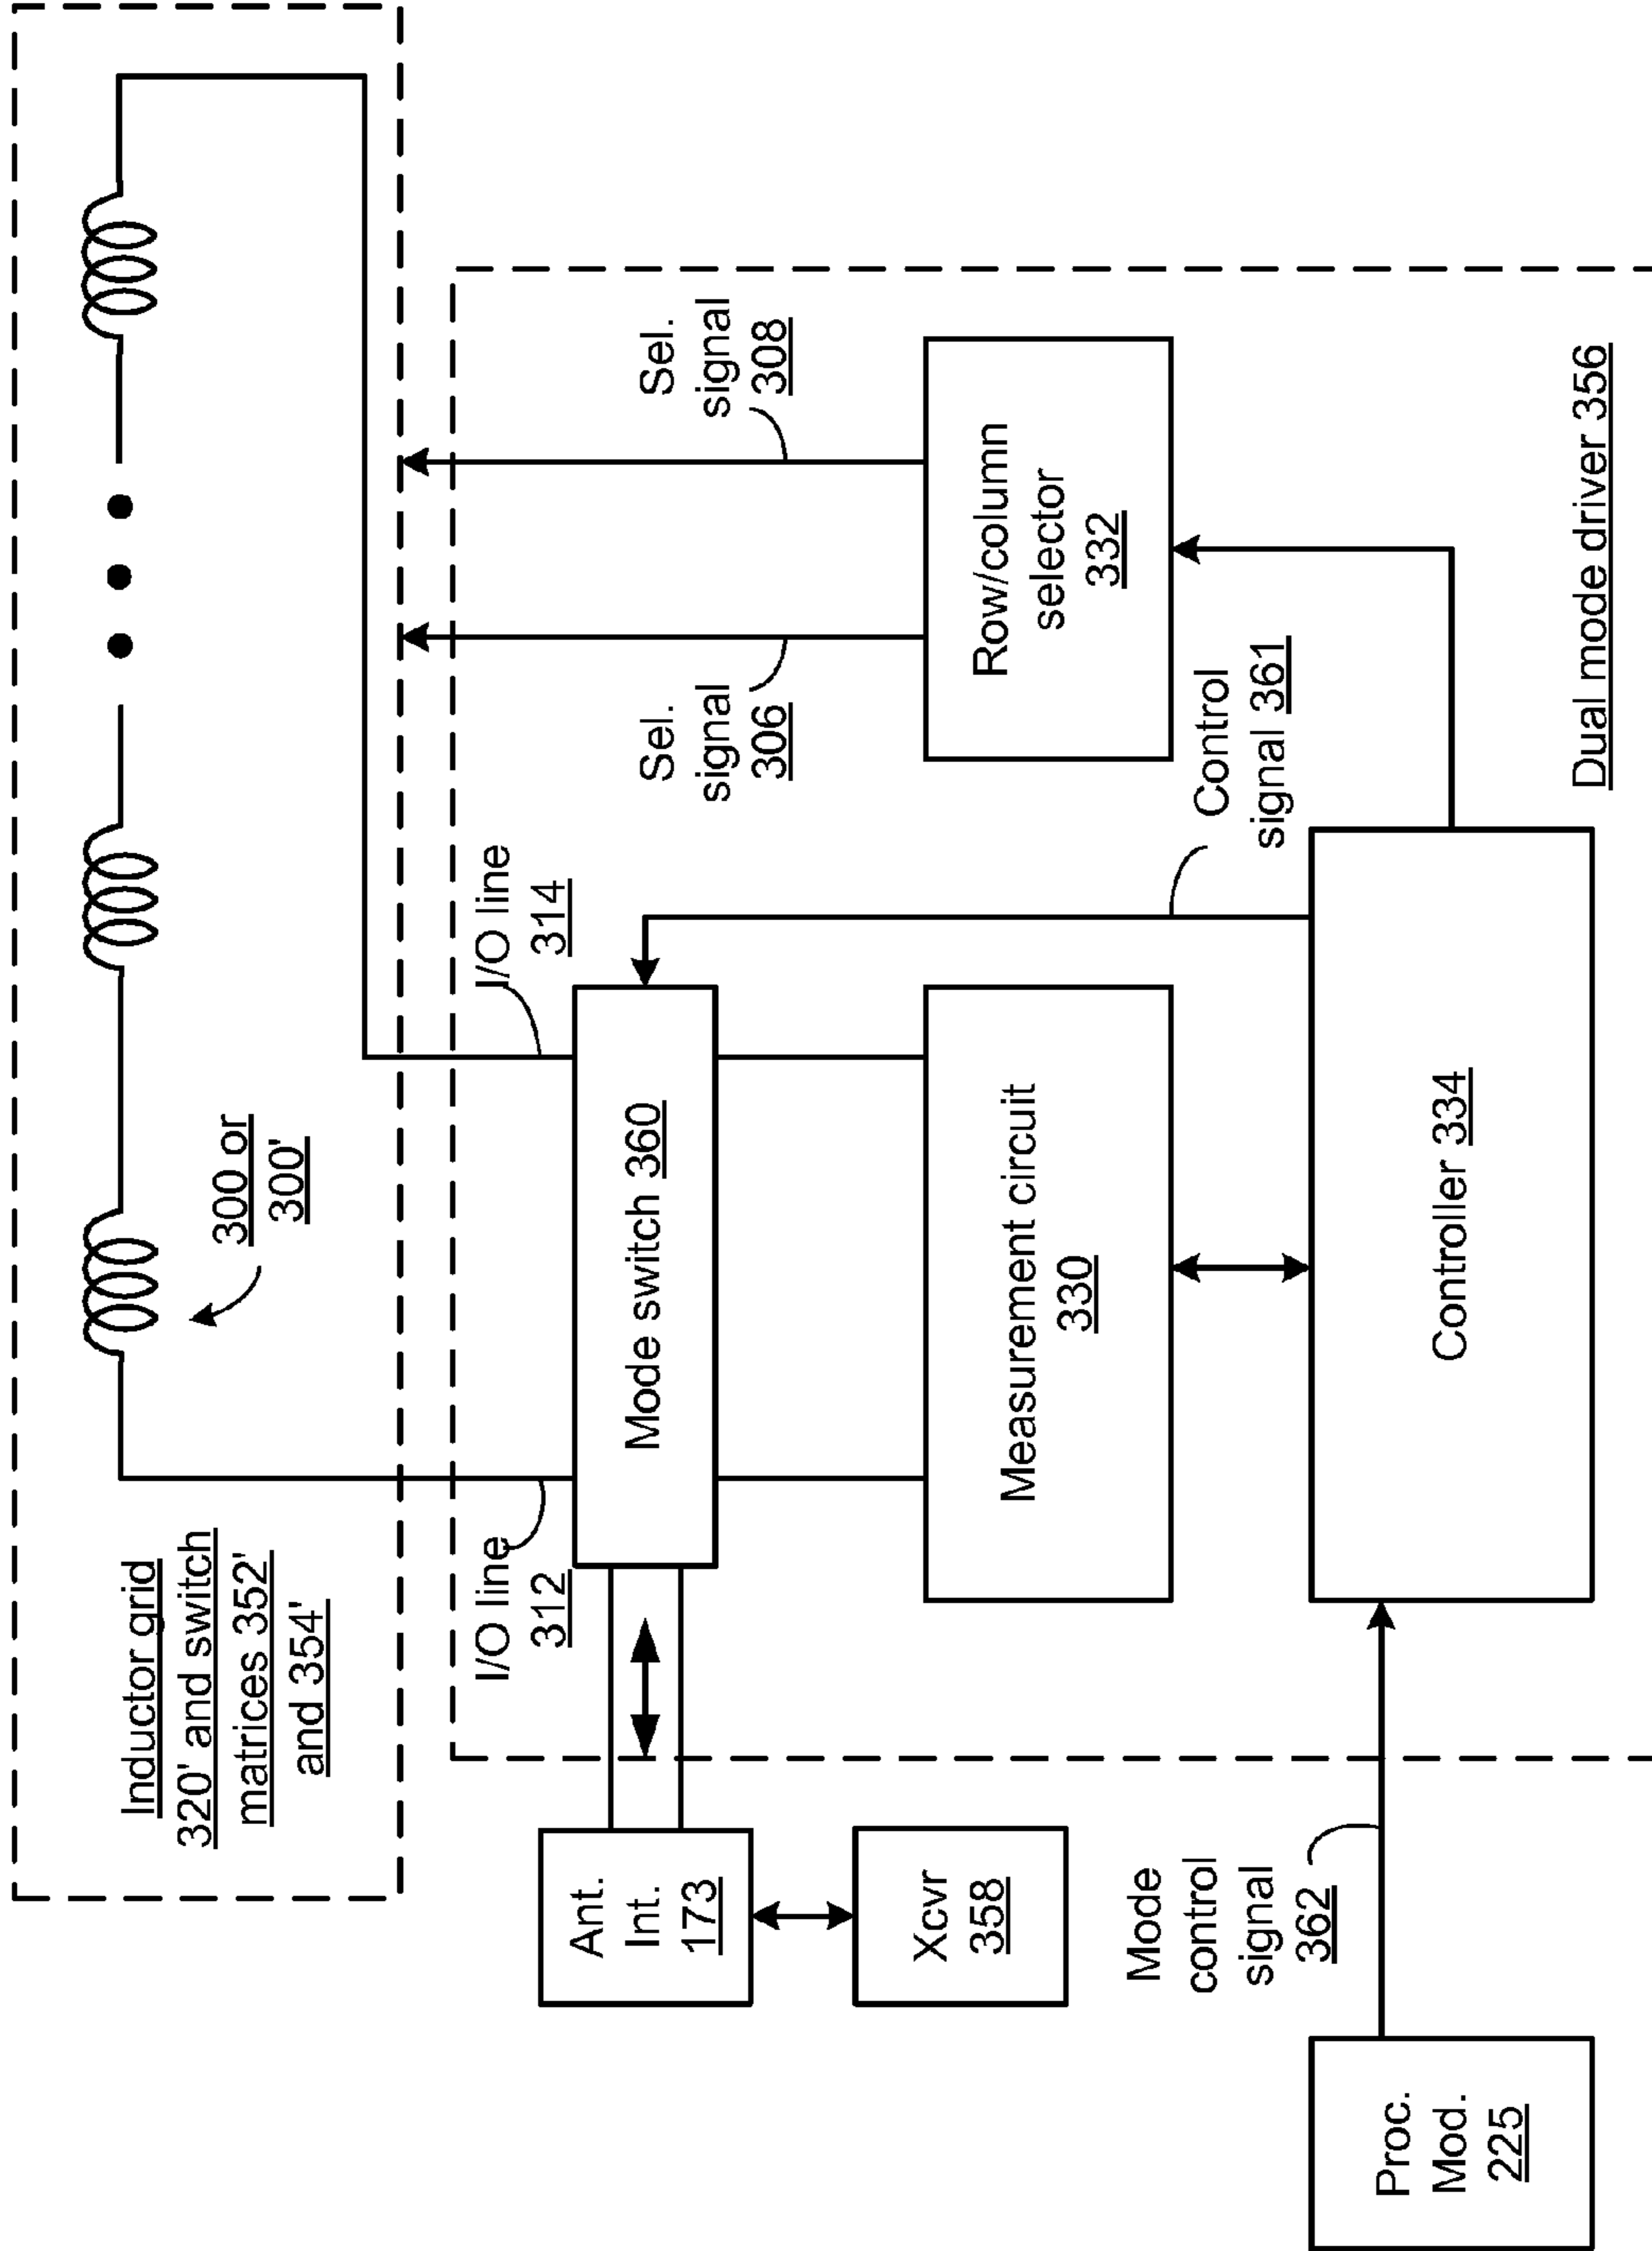 Inductor grid
320' and switch
matrices 352'
and 354'
300 or
300'
I/O line
312
I/O line
314
Sel.
signal
306
Sel.
signal
308
Ant.
Int.
173
Mode switch 360
Xcvr
358
Measurement circuit
330
Row/column
selector
332
Control
signal 361
Mode
control
signal
362
Proc.
Mod.
225
Controller 334
Dual mode driver 356